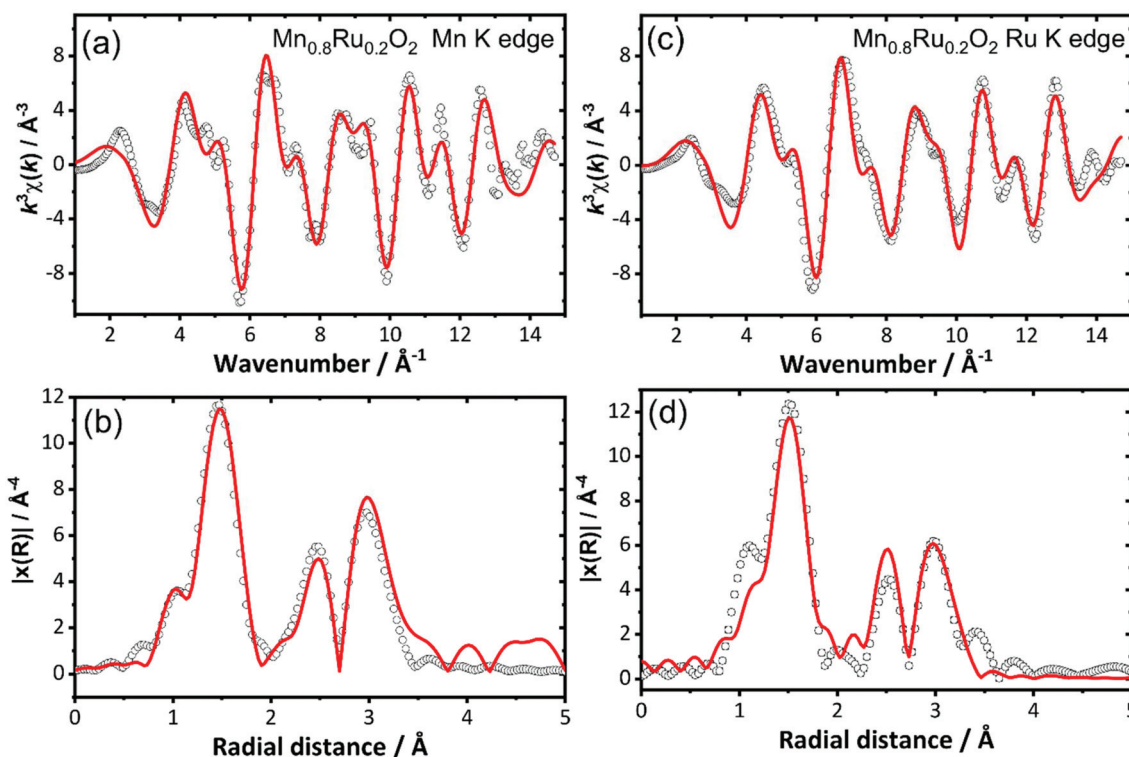 (a) Mn0.8Ru0.2O2 Mn K edge
8
4
0
-4
-8
k3χ(k) / Å-3
2 4 6 8 10 12 14
Wavenumber / Å-1
(c) Mn0.8Ru0.2O2 Ru K edge
8
4
0
-4
-8
k3χ(k) / Å-3
2 4 6 8 10 12 14
Wavenumber / Å-1
(b)
12
10
8
6
4
2
0
|x(R)| / Å-4
0 1 2 3 4 5
Radial distance / Å
(d)
12
10
8
6
4
2
0
|x(R)| / Å-4
0 1 2 3 4 5
Radial distance / Å